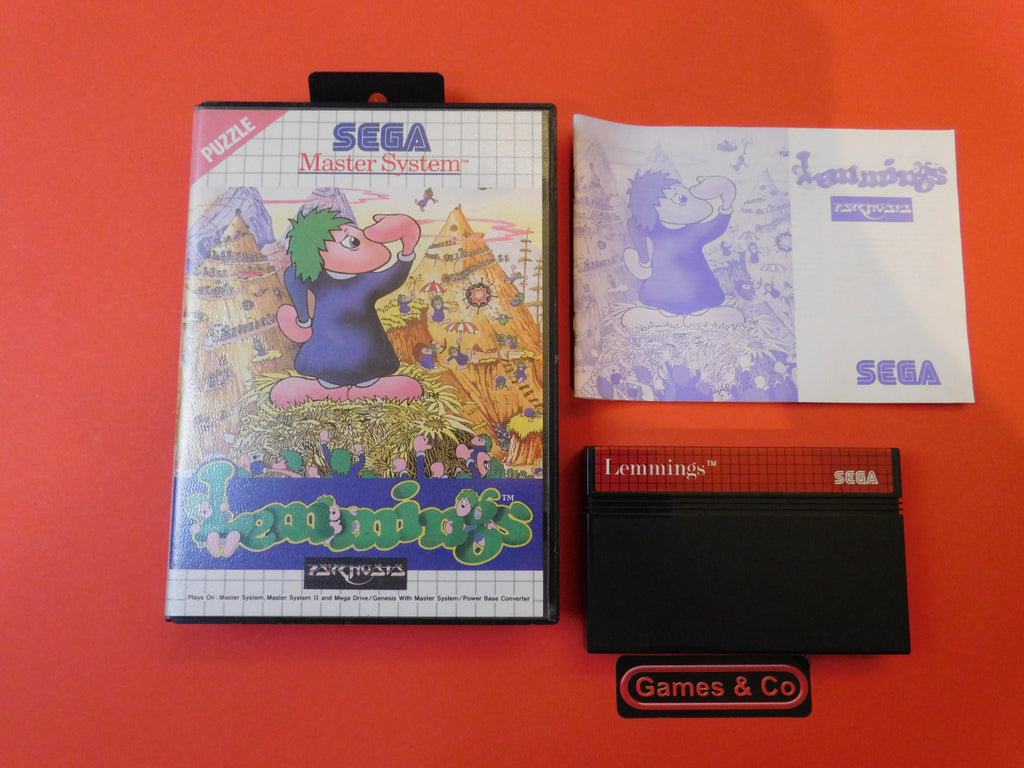 PUZZLE
SEGA
Master System™
Lemmings™
PSYGNOSIS
Plays On: Master System, Master System II and Mega Drive/Genesis With Master System/Power Base Converter
Lemmings
PSYGNOSIS
SEGA
Lemmings™
SEGA
Games & Co